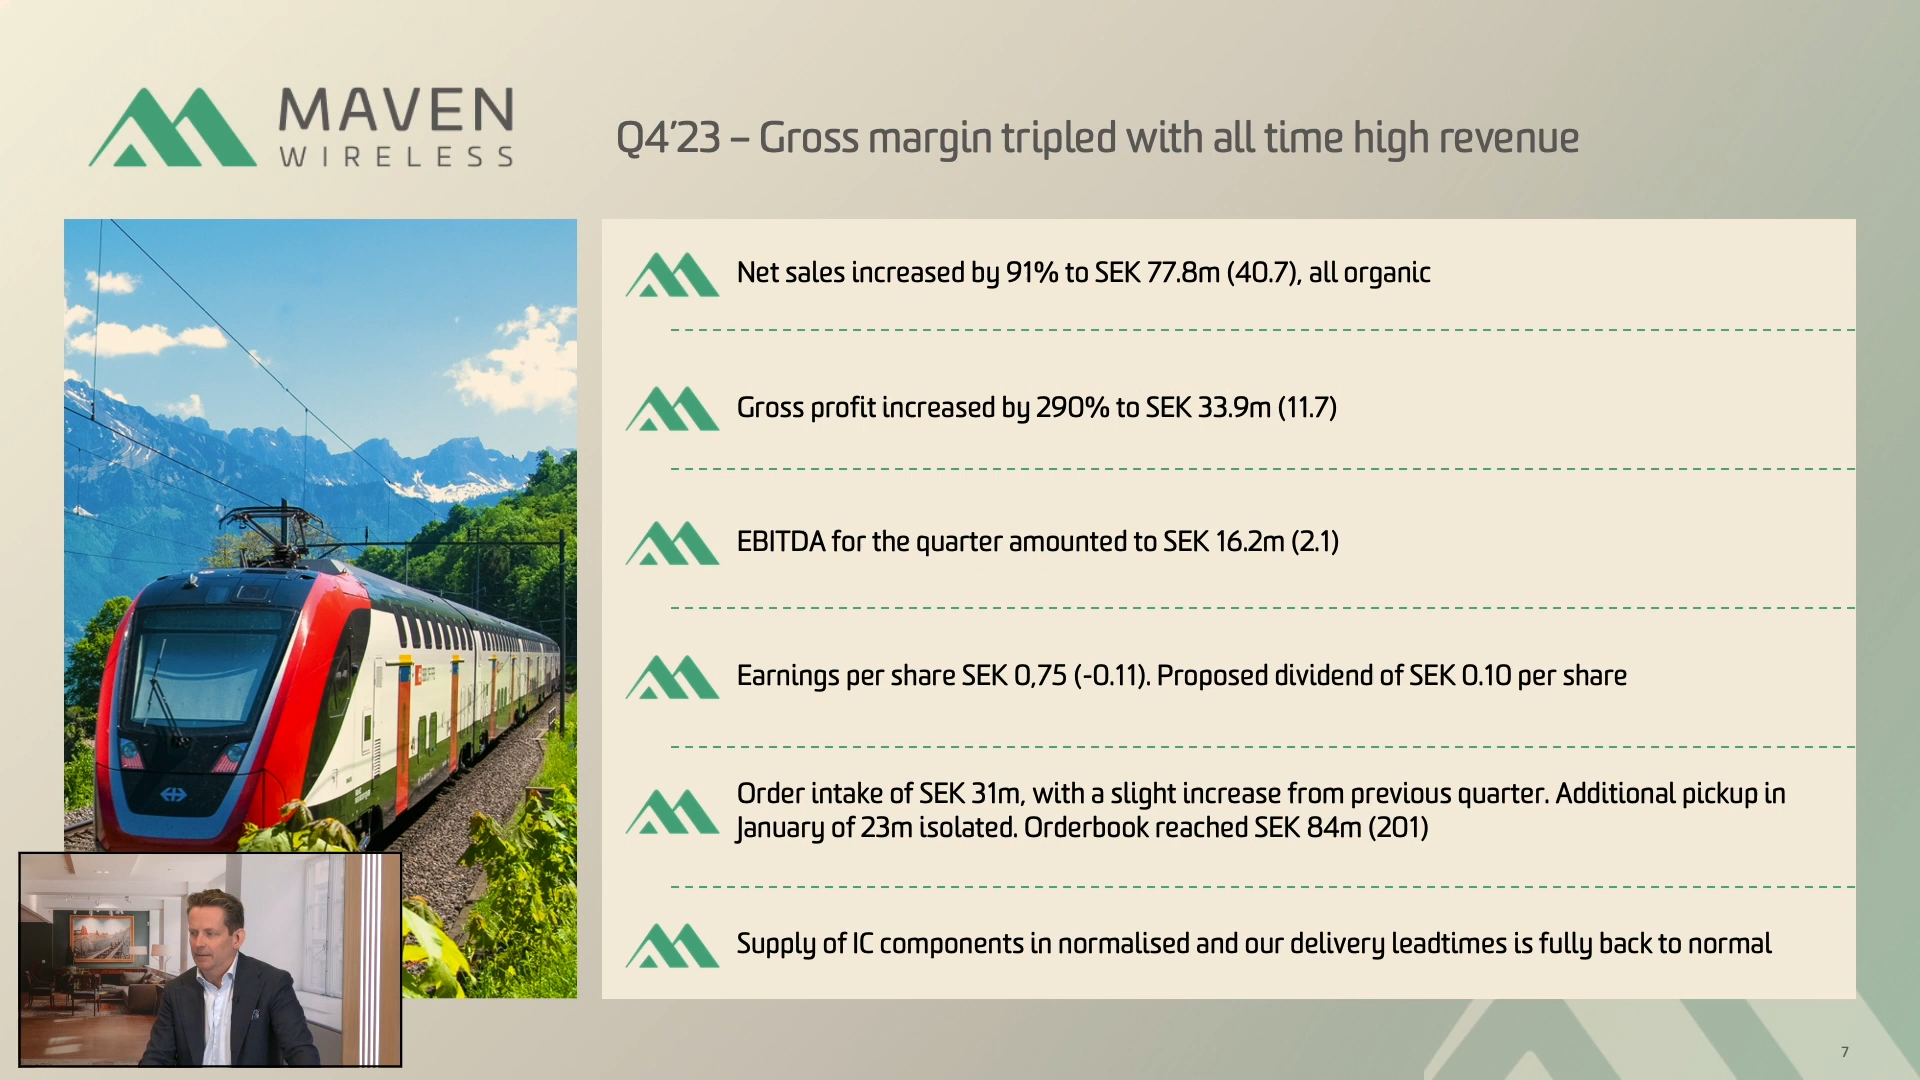 MAVEN
WIRELESS
Q4’23 – Gross margin tripled with all time high revenue
Net sales increased by 91% to SEK 77.8m (40.7), all organic
Gross profit increased by 290% to SEK 33.9m (11.7)
EBITDA for the quarter amounted to SEK 16.2m (2.1)
Earnings per share SEK 0,75 (-0.11). Proposed dividend of SEK 0.10 per share
Order intake of SEK 31m, with a slight increase from previous quarter. Additional pickup in
January of 23m isolated. Orderbook reached SEK 84m (201)
Supply of IC components in normalised and our delivery leadtimes is fully back to normal
7